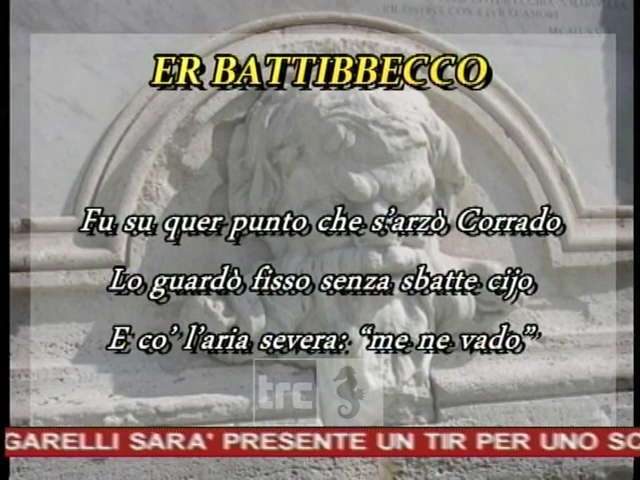 ER BATTIBBECCO
Fu su quer punto che s'arzò Corrado
Lo guardò fisso senza sbatte cijo
E co' l'aria severa: “me ne vado”
trc
GARELLI SARA' PRESENTE UN TIR PER UNO SO